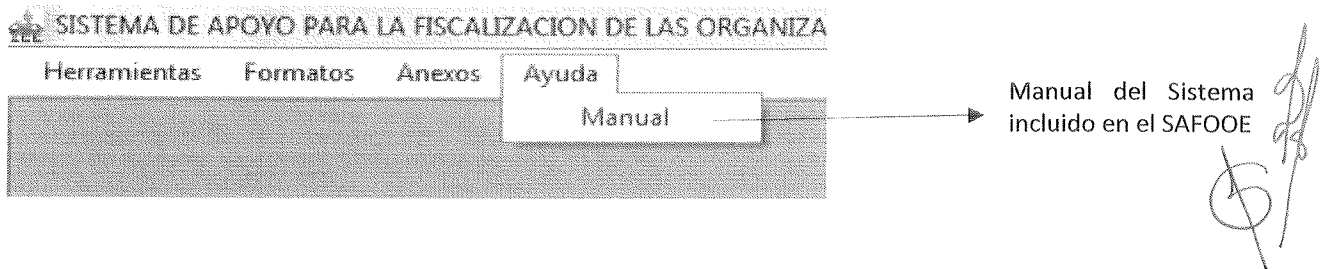 SISTEMA DE APOYO PARA LA FISCALIZACION DE LAS ORGANIZA
Herramientas Formatos Anexos Ayuda
Manual
Manual del Sistema
incluido en el SAFOOE